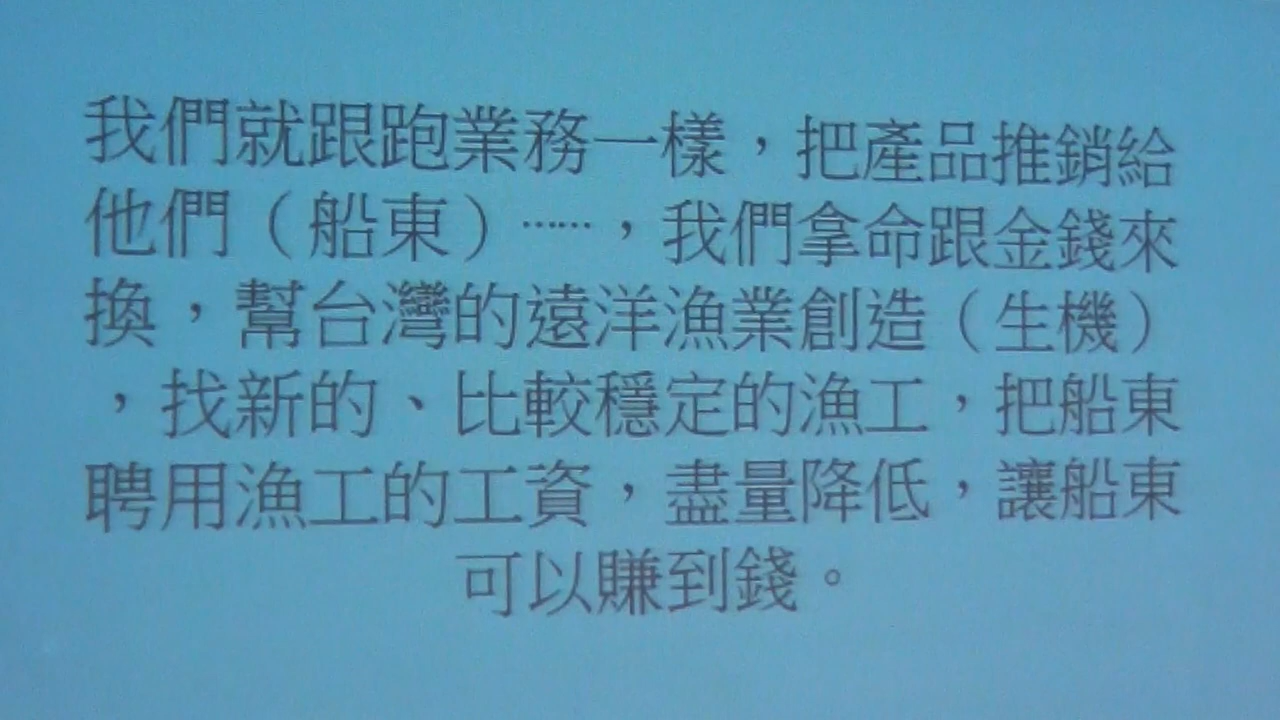 我們就跟跑業務一樣，把產品推銷給
他們（船東）……，我們拿命跟金錢來
換，幫台灣的遠洋漁業創造（生機）
，找新的、比較穩定的漁工，把船東
聘用漁工的工資，盡量降低，讓船東
可以賺到錢。